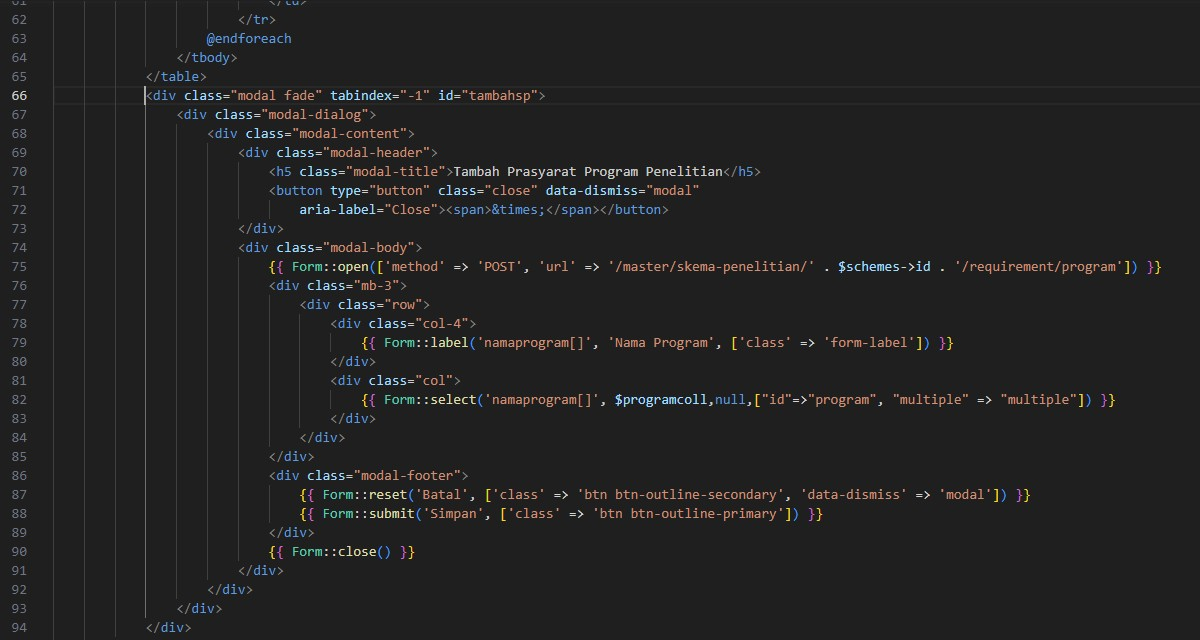 62 </tr>
63 @endforeach
64 </tbody>
65 </table>
66 <div class="modal fade" tabindex="-1" id="tambahsp">
67 <div class="modal-dialog">
68 <div class="modal-content">
69 <div class="modal-header">
70 <h5 class="modal-title">Tambah Prasyarat Program Penelitian</h5>
71 <button type="button" class="close" data-dismiss="modal"
72 aria-label="Close"><span>&times;</span></button>
73 </div>
74 <div class="modal-body">
75 {{ Form::open(['method' => 'POST', 'url' => '/master/skema-penelitian/' . $schemes->id . '/requirement/program']) }}
76 <div class="mb-3">
77 <div class="row">
78 <div class="col-4">
79 {{ Form::label('namaprogram[]', 'Nama Program', ['class' => 'form-label']) }}
80 </div>
81 <div class="col">
82 {{ Form::select('namaprogram[]', $programcoll,null,["id"=>"program", "multiple" => "multiple"]) }}
83 </div>
84 </div>
85 </div>
86 <div class="modal-footer">
87 {{ Form::reset('Batal', ['class' => 'btn btn-outline-secondary', 'data-dismiss' => 'modal']) }}
88 {{ Form::submit('Simpan', ['class' => 'btn btn-outline-primary']) }}
89 </div>
90 {{ Form::close() }}
91 </div>
92 </div>
93 </div>
94 </div>